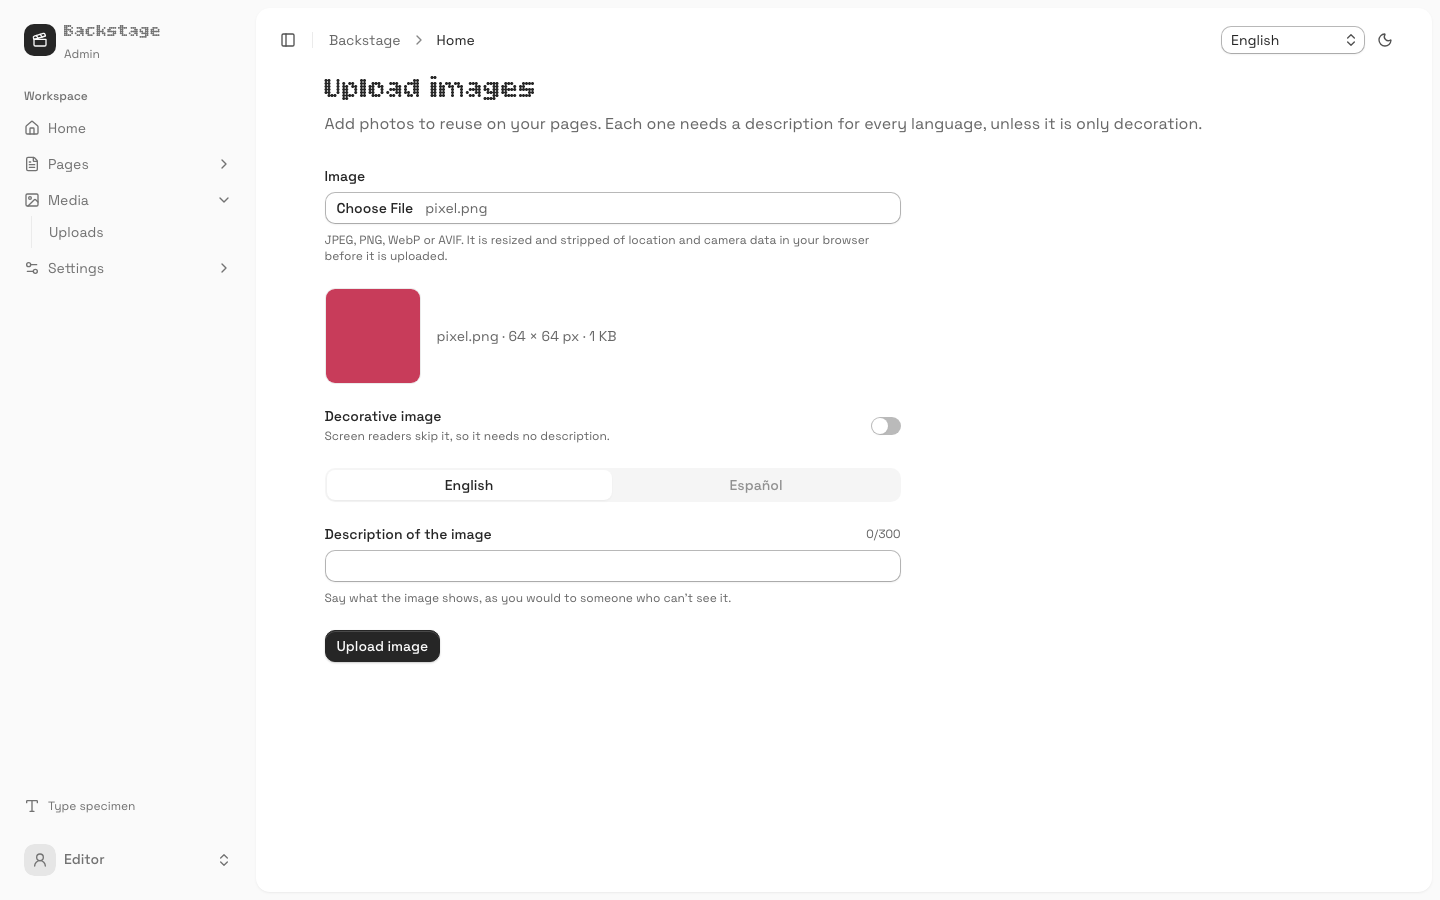 Backstage
Admin
Workspace
Home
Pages
Media
Uploads
Settings
Type specimen
Editor
Backstage
Home
English
Upload images
Add photos to reuse on your pages. Each one needs a description for every language, unless it is only decoration.
Image
Choose File pixel.png
JPEG, PNG, WebP or AVIF. It is resized and stripped of location and camera data in your browser
before it is uploaded.
pixel.png · 64 × 64 px · 1 KB
Decorative image
Screen readers skip it, so it needs no description.
English
Español
Description of the image
0/300
Say what the image shows, as you would to someone who can't see it.
Upload image